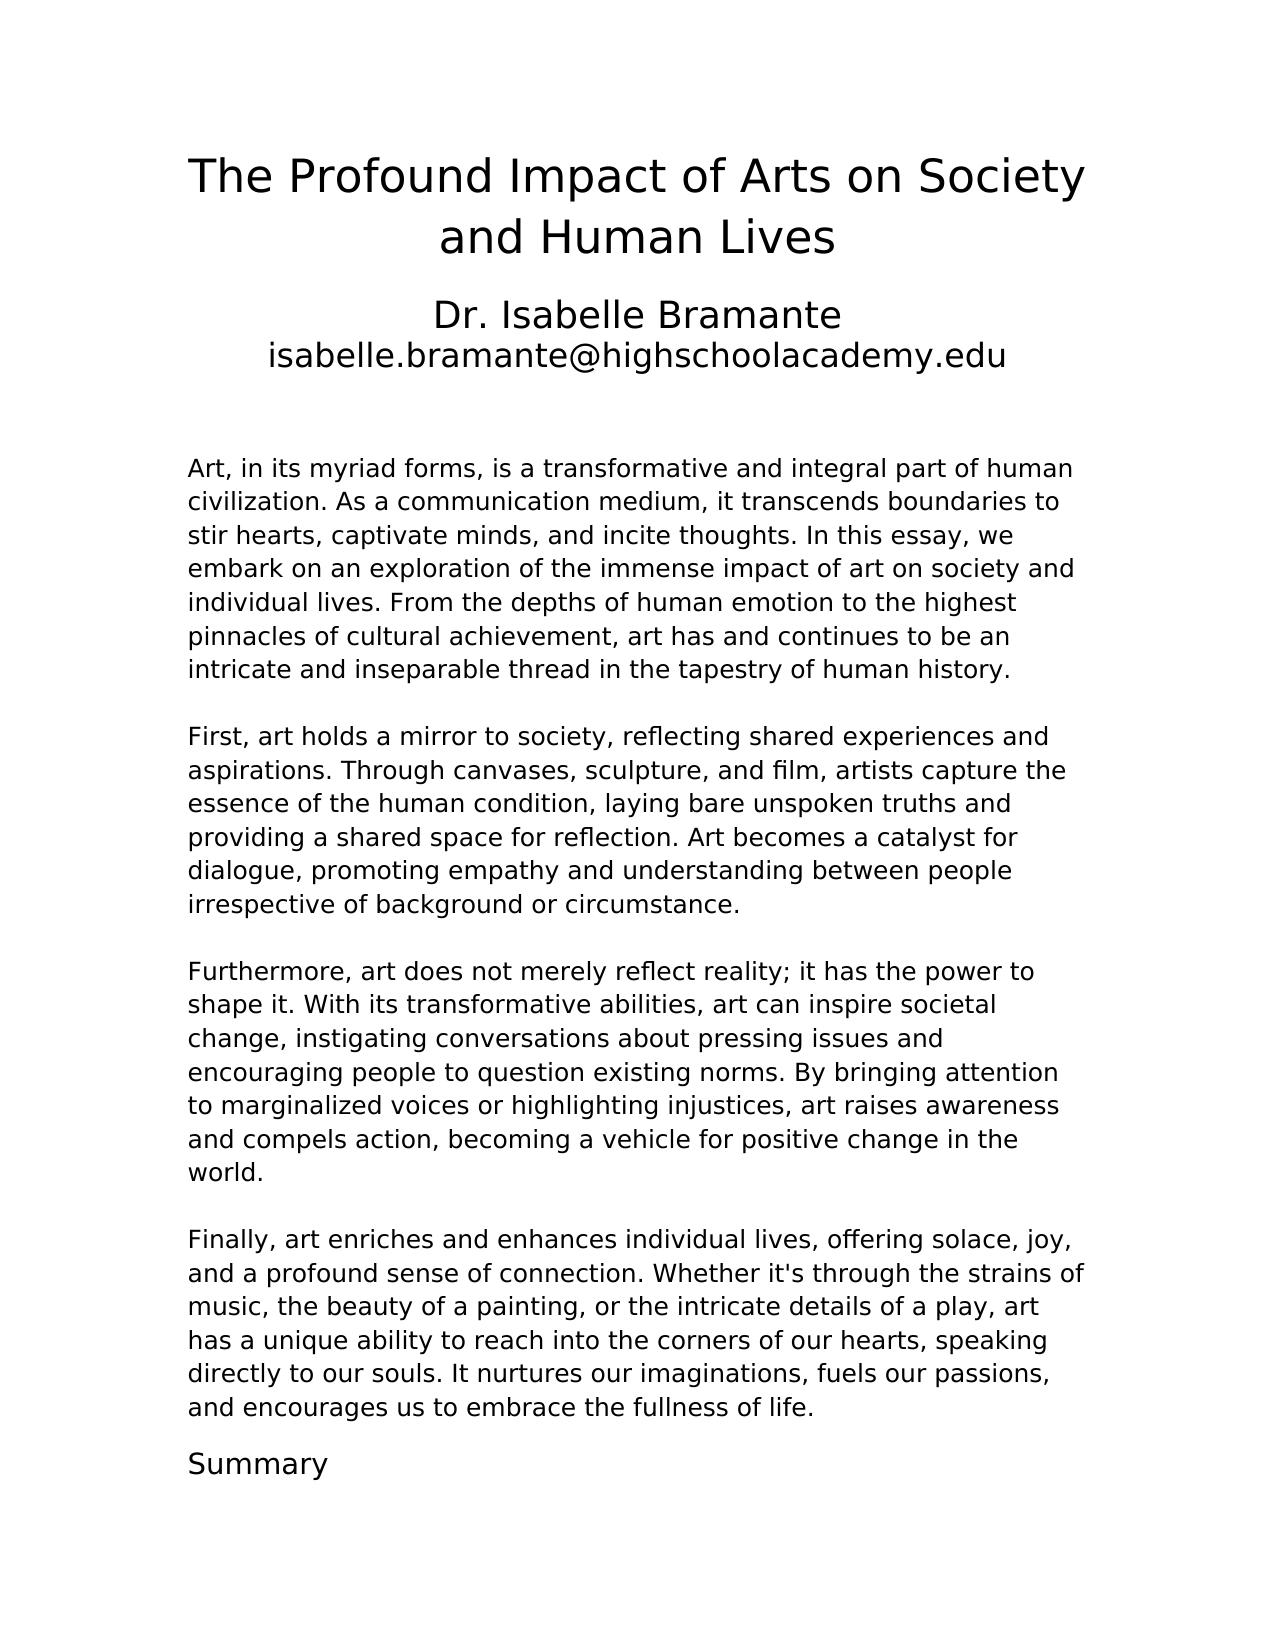 The Profound Impact of Arts on Society
and Human Lives
Dr. Isabelle Bramante
isabelle.bramante@highschoolacademy.edu
Art, in its myriad forms, is a transformative and integral part of human
civilization. As a communication medium, it transcends boundaries to
stir hearts, captivate minds, and incite thoughts. In this essay, we
embark on an exploration of the immense impact of art on society and
individual lives. From the depths of human emotion to the highest
pinnacles of cultural achievement, art has and continues to be an
intricate and inseparable thread in the tapestry of human history.
First, art holds a mirror to society, reflecting shared experiences and
aspirations. Through canvases, sculpture, and film, artists capture the
essence of the human condition, laying bare unspoken truths and
providing a shared space for reflection. Art becomes a catalyst for
dialogue, promoting empathy and understanding between people
irrespective of background or circumstance.
Furthermore, art does not merely reflect reality; it has the power to
shape it. With its transformative abilities, art can inspire societal
change, instigating conversations about pressing issues and
encouraging people to question existing norms. By bringing attention
to marginalized voices or highlighting injustices, art raises awareness
and compels action, becoming a vehicle for positive change in the
world.
Finally, art enriches and enhances individual lives, offering solace, joy,
and a profound sense of connection. Whether it's through the strains of
music, the beauty of a painting, or the intricate details of a play, art
has a unique ability to reach into the corners of our hearts, speaking
directly to our souls. It nurtures our imaginations, fuels our passions,
and encourages us to embrace the fullness of life.
Summary